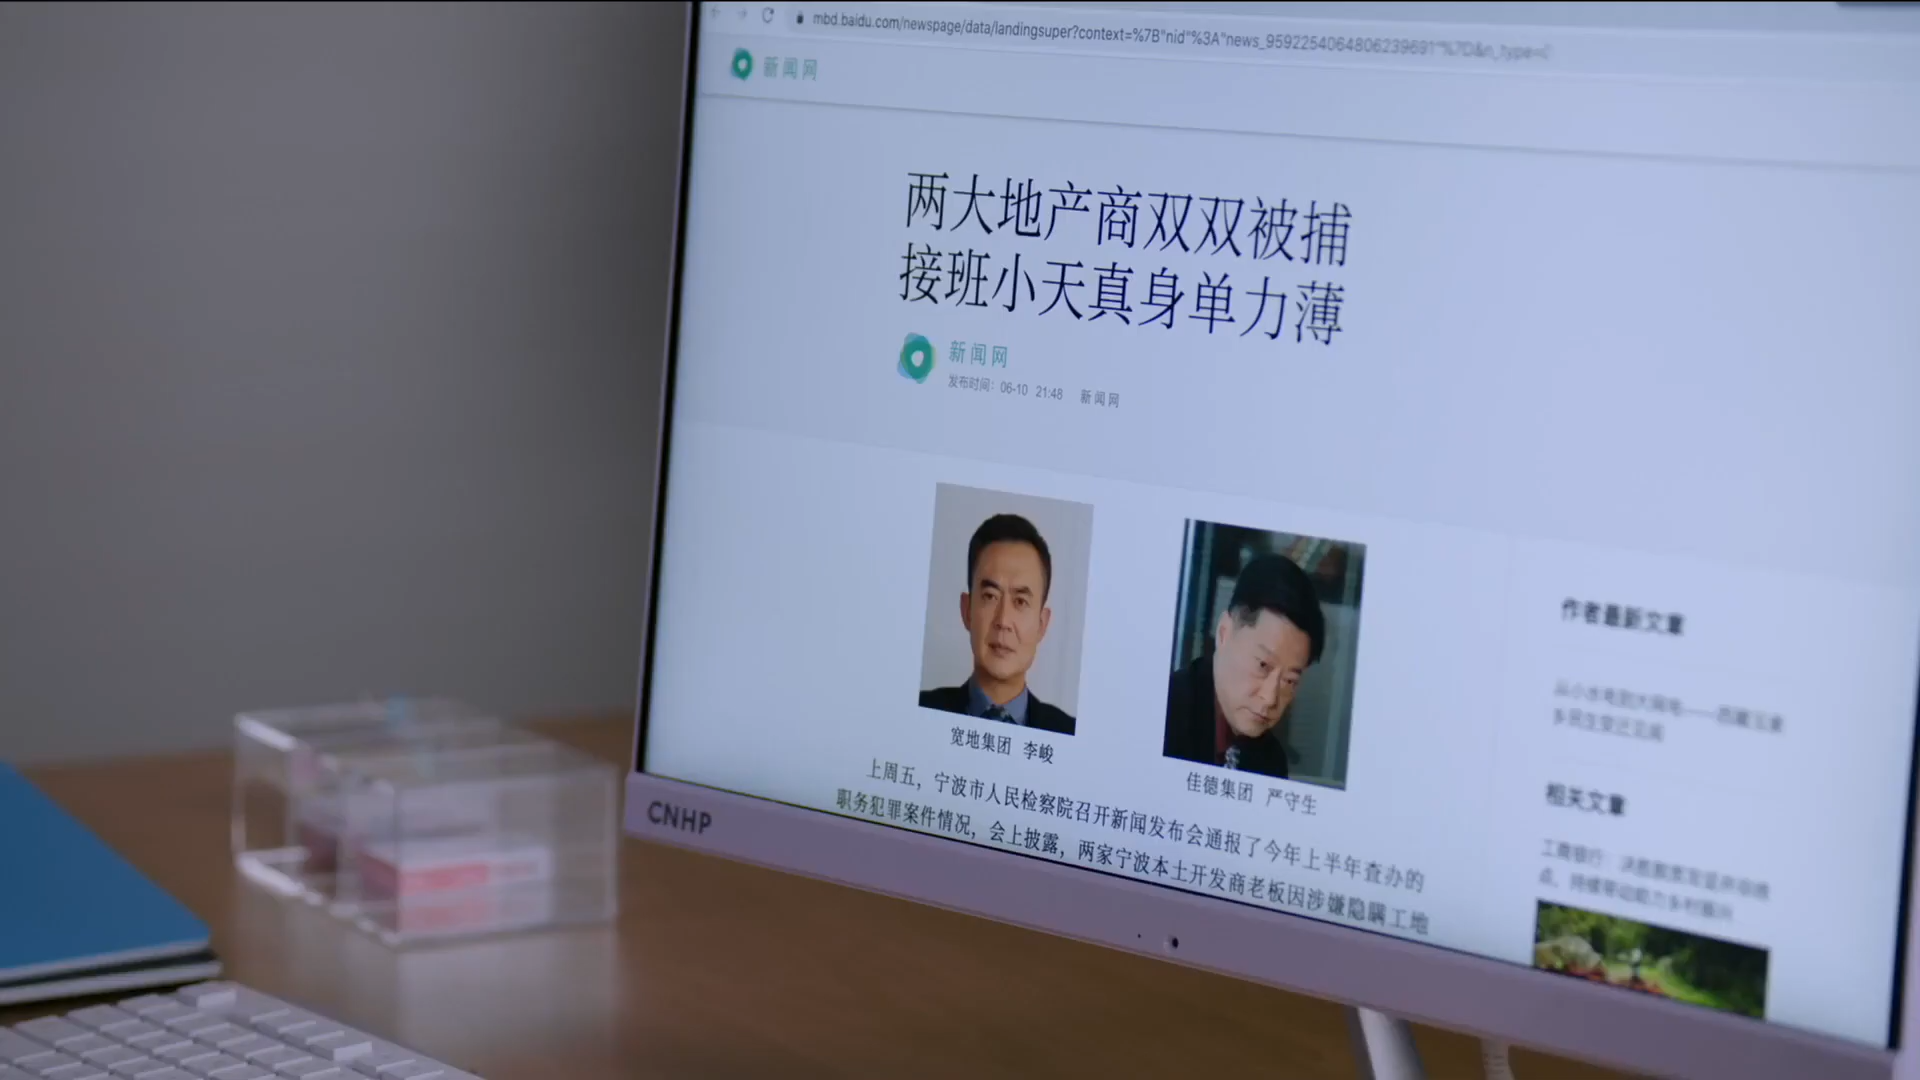 mbd.baidu.com/newspage/data/landingsuper?context=%7B"nid"%3A"news_9592254064806239691"%7D&n_type=
新闻网
两大地产商双双被捕
接班小天真身单力薄
新闻网
发布时间：06-10 21:48 新闻网
宽地集团 李峻
佳德集团 严守生
上周五，宁波市人民检察院召开新闻发布会通报了今年上半年查办的
职务犯罪案件情况，会上披露，两家宁波本土开发商老板因涉嫌隐瞒工地
作者最新文章
相关文章
CNHP